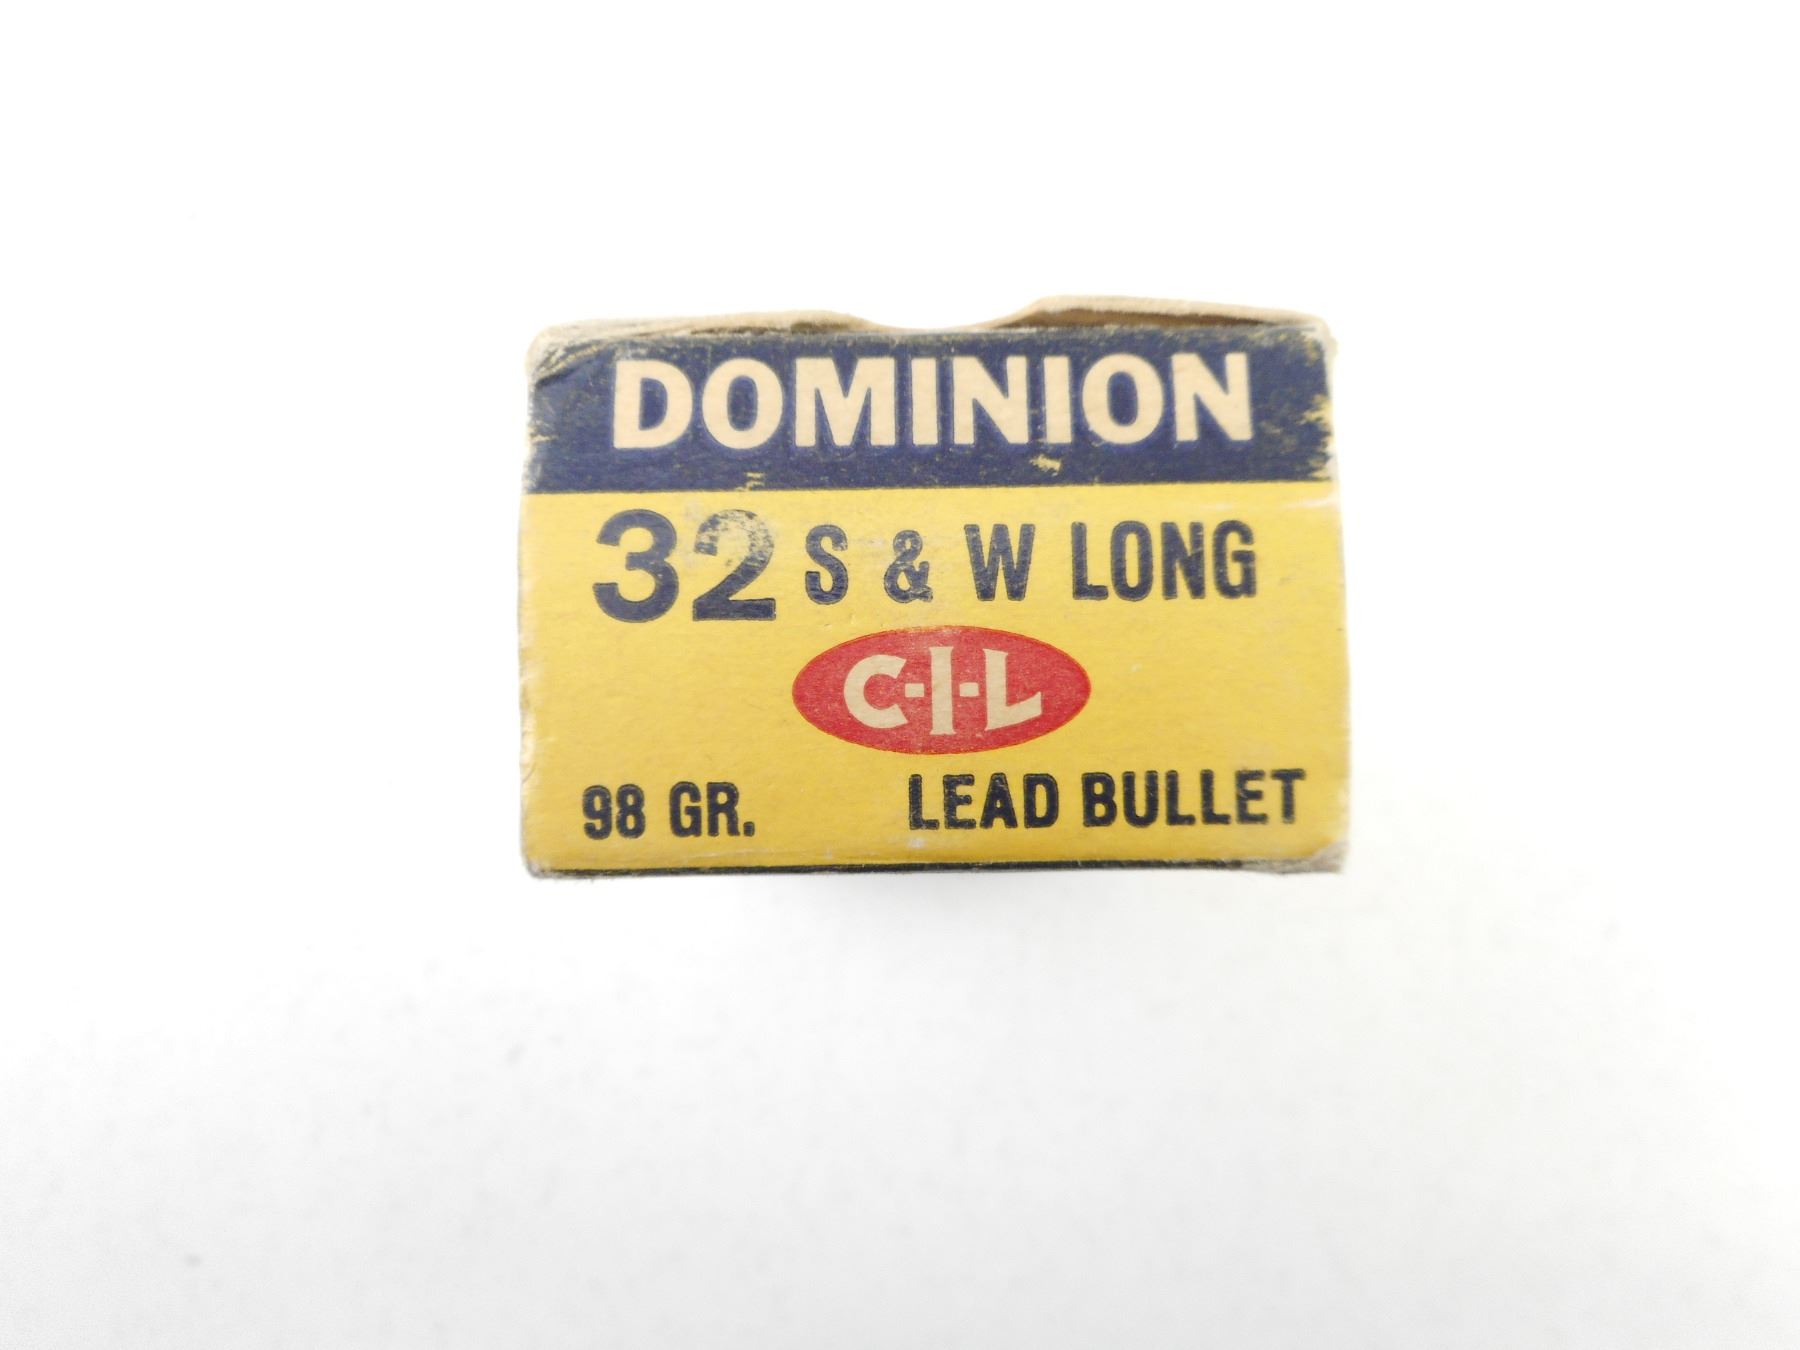 DOMINION
32 S & W LONG
C-I-L
98 GR. LEAD BULLET